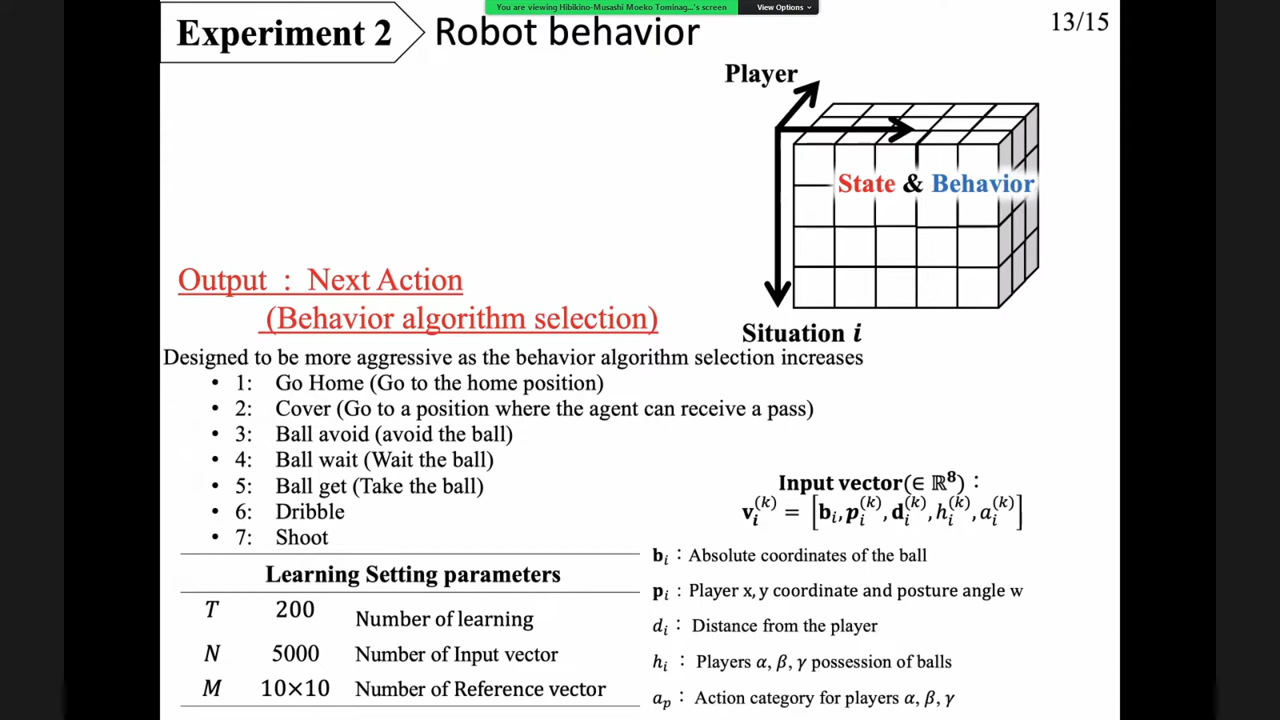 You are viewing Hibikino-Musashi Moeko Tominag...'s screen
View Options
Experiment 2
Robot behavior
13/15
Player
State & Behavior
Situation i
Output : Next Action
(Behavior algorithm selection)
Designed to be more aggressive as the behavior algorithm selection increases
• 1: Go Home (Go to the home position)
• 2: Cover (Go to a position where the agent can receive a pass)
• 3: Ball avoid (avoid the ball)
• 4: Ball wait (Wait the ball)
• 5: Ball get (Take the ball)
• 6: Dribble
• 7: Shoot
Learning Setting parameters
T 200 Number of learning
N 5000 Number of Input vector
M 10×10 Number of Reference vector
Input vector(∈ ℝ⁸) :
v_i^(k) = [b_i, p_i^(k), d_i^(k), h_i^(k), a_i^(k)]
b_i : Absolute coordinates of the ball
p_i : Player x, y coordinate and posture angle w
d_i : Distance from the player
h_i : Players α, β, γ possession of balls
a_p : Action category for players α, β, γ